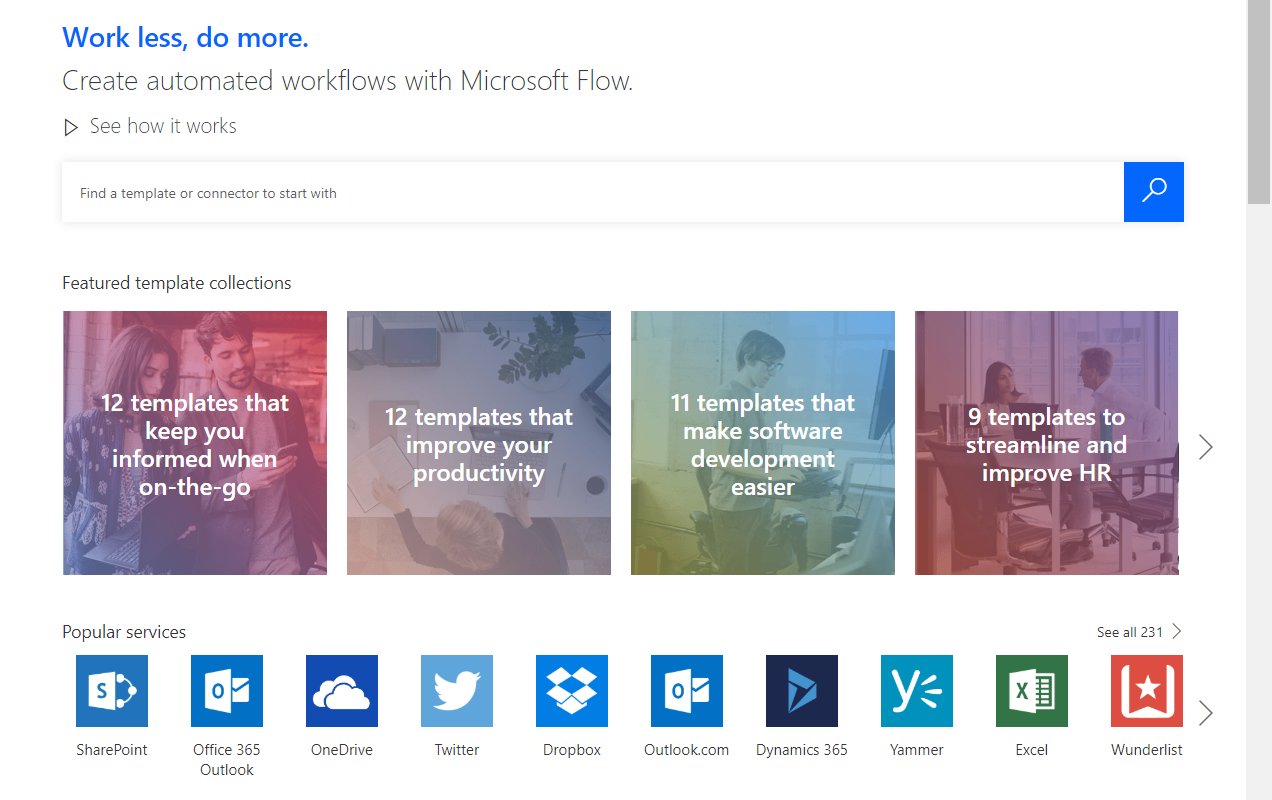 Work less, do more.
Create automated workflows with Microsoft Flow.
See how it works
Find a template or connector to start with
Featured template collections
12 templates that
keep you
informed when
on-the-go
12 templates that
improve your
productivity
11 templates that
make software
development
easier
9 templates to
streamline and
improve HR
Popular services
See all 231
SharePoint
Office 365
Outlook
OneDrive
Twitter
Dropbox
Outlook.com
Dynamics 365
Yammer
Excel
Wunderlist